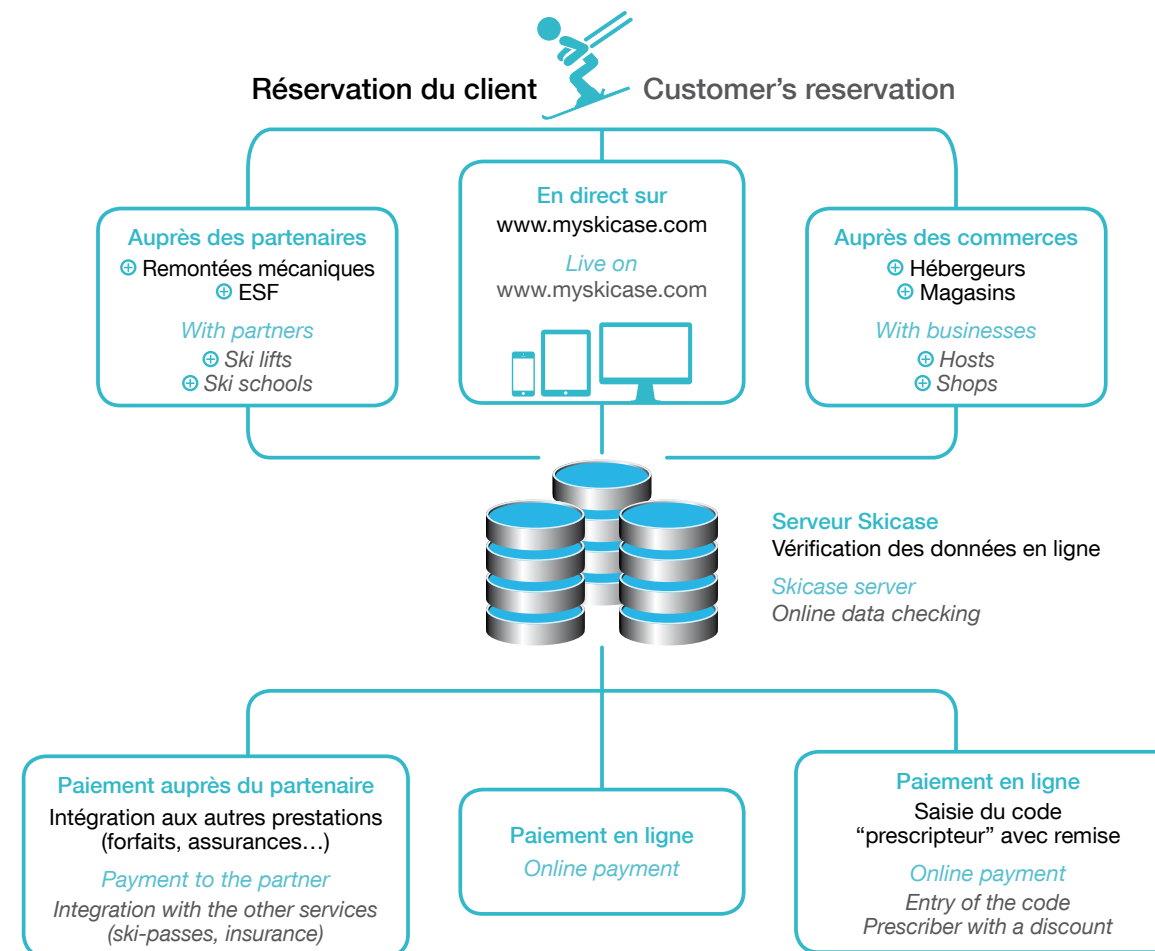 Réservation du client
Customer's reservation
Auprès des partenaires
Remontées mécaniques
ESF
With partners
Ski lifts
Ski schools
En direct sur
www.myskicase.com
Live on
www.myskicase.com
Auprès des commerces
Hébergeurs
Magasins
With businesses
Hosts
Shops
Serveur Skicase
Vérification des données en ligne
Skicase server
Online data checking
Paiement auprès du partenaire
Intégration aux autres prestations
(forfaits, assurances…)
Payment to the partner
Integration with the other services
(ski-passes, insurance)
Paiement en ligne
Online payment
Paiement en ligne
Saisie du code
“prescripteur” avec remise
Online payment
Entry of the code
Prescriber with a discount